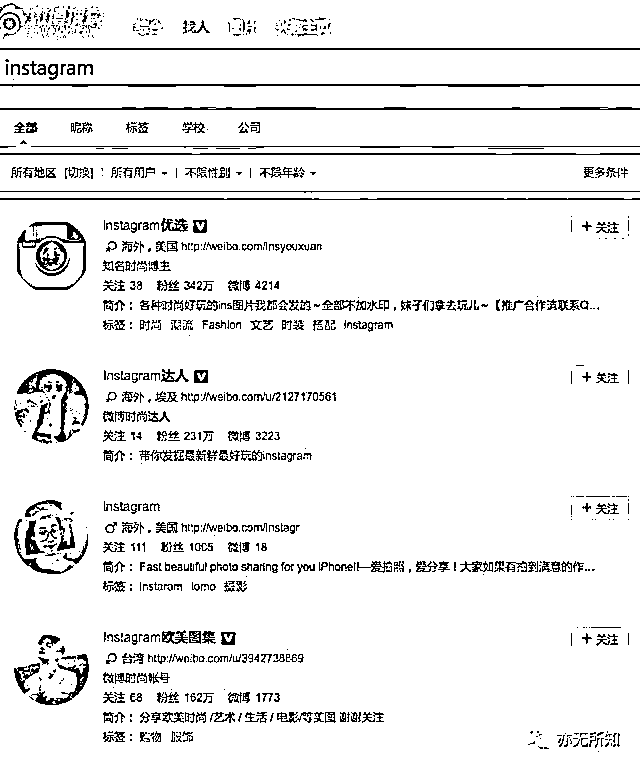 找人
instagram
全部 昵称 标签 学校 公司
所有地区 [切换] 所有用户 不限性别 不限年龄 更多条件
Instagram优选
+ 关注
海外，美国 http://weibo.com/insyouxuan
知名时尚博主
关注 38 粉丝 342万 微博 4214
简介：各种时尚好玩的ins图片我都会发的～全部不加水印，妹子们拿去玩儿～【推广合作请联系Q...
标签：时尚 潮流 Fashion 文艺 时装 搭配 Instagram
Instagram达人
+ 关注
海外，埃及 http://weibo.com/u/2127170561
微博时尚达人
关注 14 粉丝 231万 微博 3223
简介：带你发掘最新鲜最好玩的instagram
Instagram
+ 关注
海外，美国 http://weibo.com/instagr
关注 111 粉丝 1005 微博 18
简介：Fast beautiful photo sharing for you iPhone!!—爱拍照，爱分享！大家如果有拍到满意的作...
标签：Instaram lomo 摄影
Instagram欧美图集
+ 关注
台湾 http://weibo.com/u/3942738869
微博时尚帐号
关注 68 粉丝 162万 微博 1773
简介：分享欧美时尚/艺术/生活/电影/等美图 谢谢关注
标签：购物 服饰
亦无所知